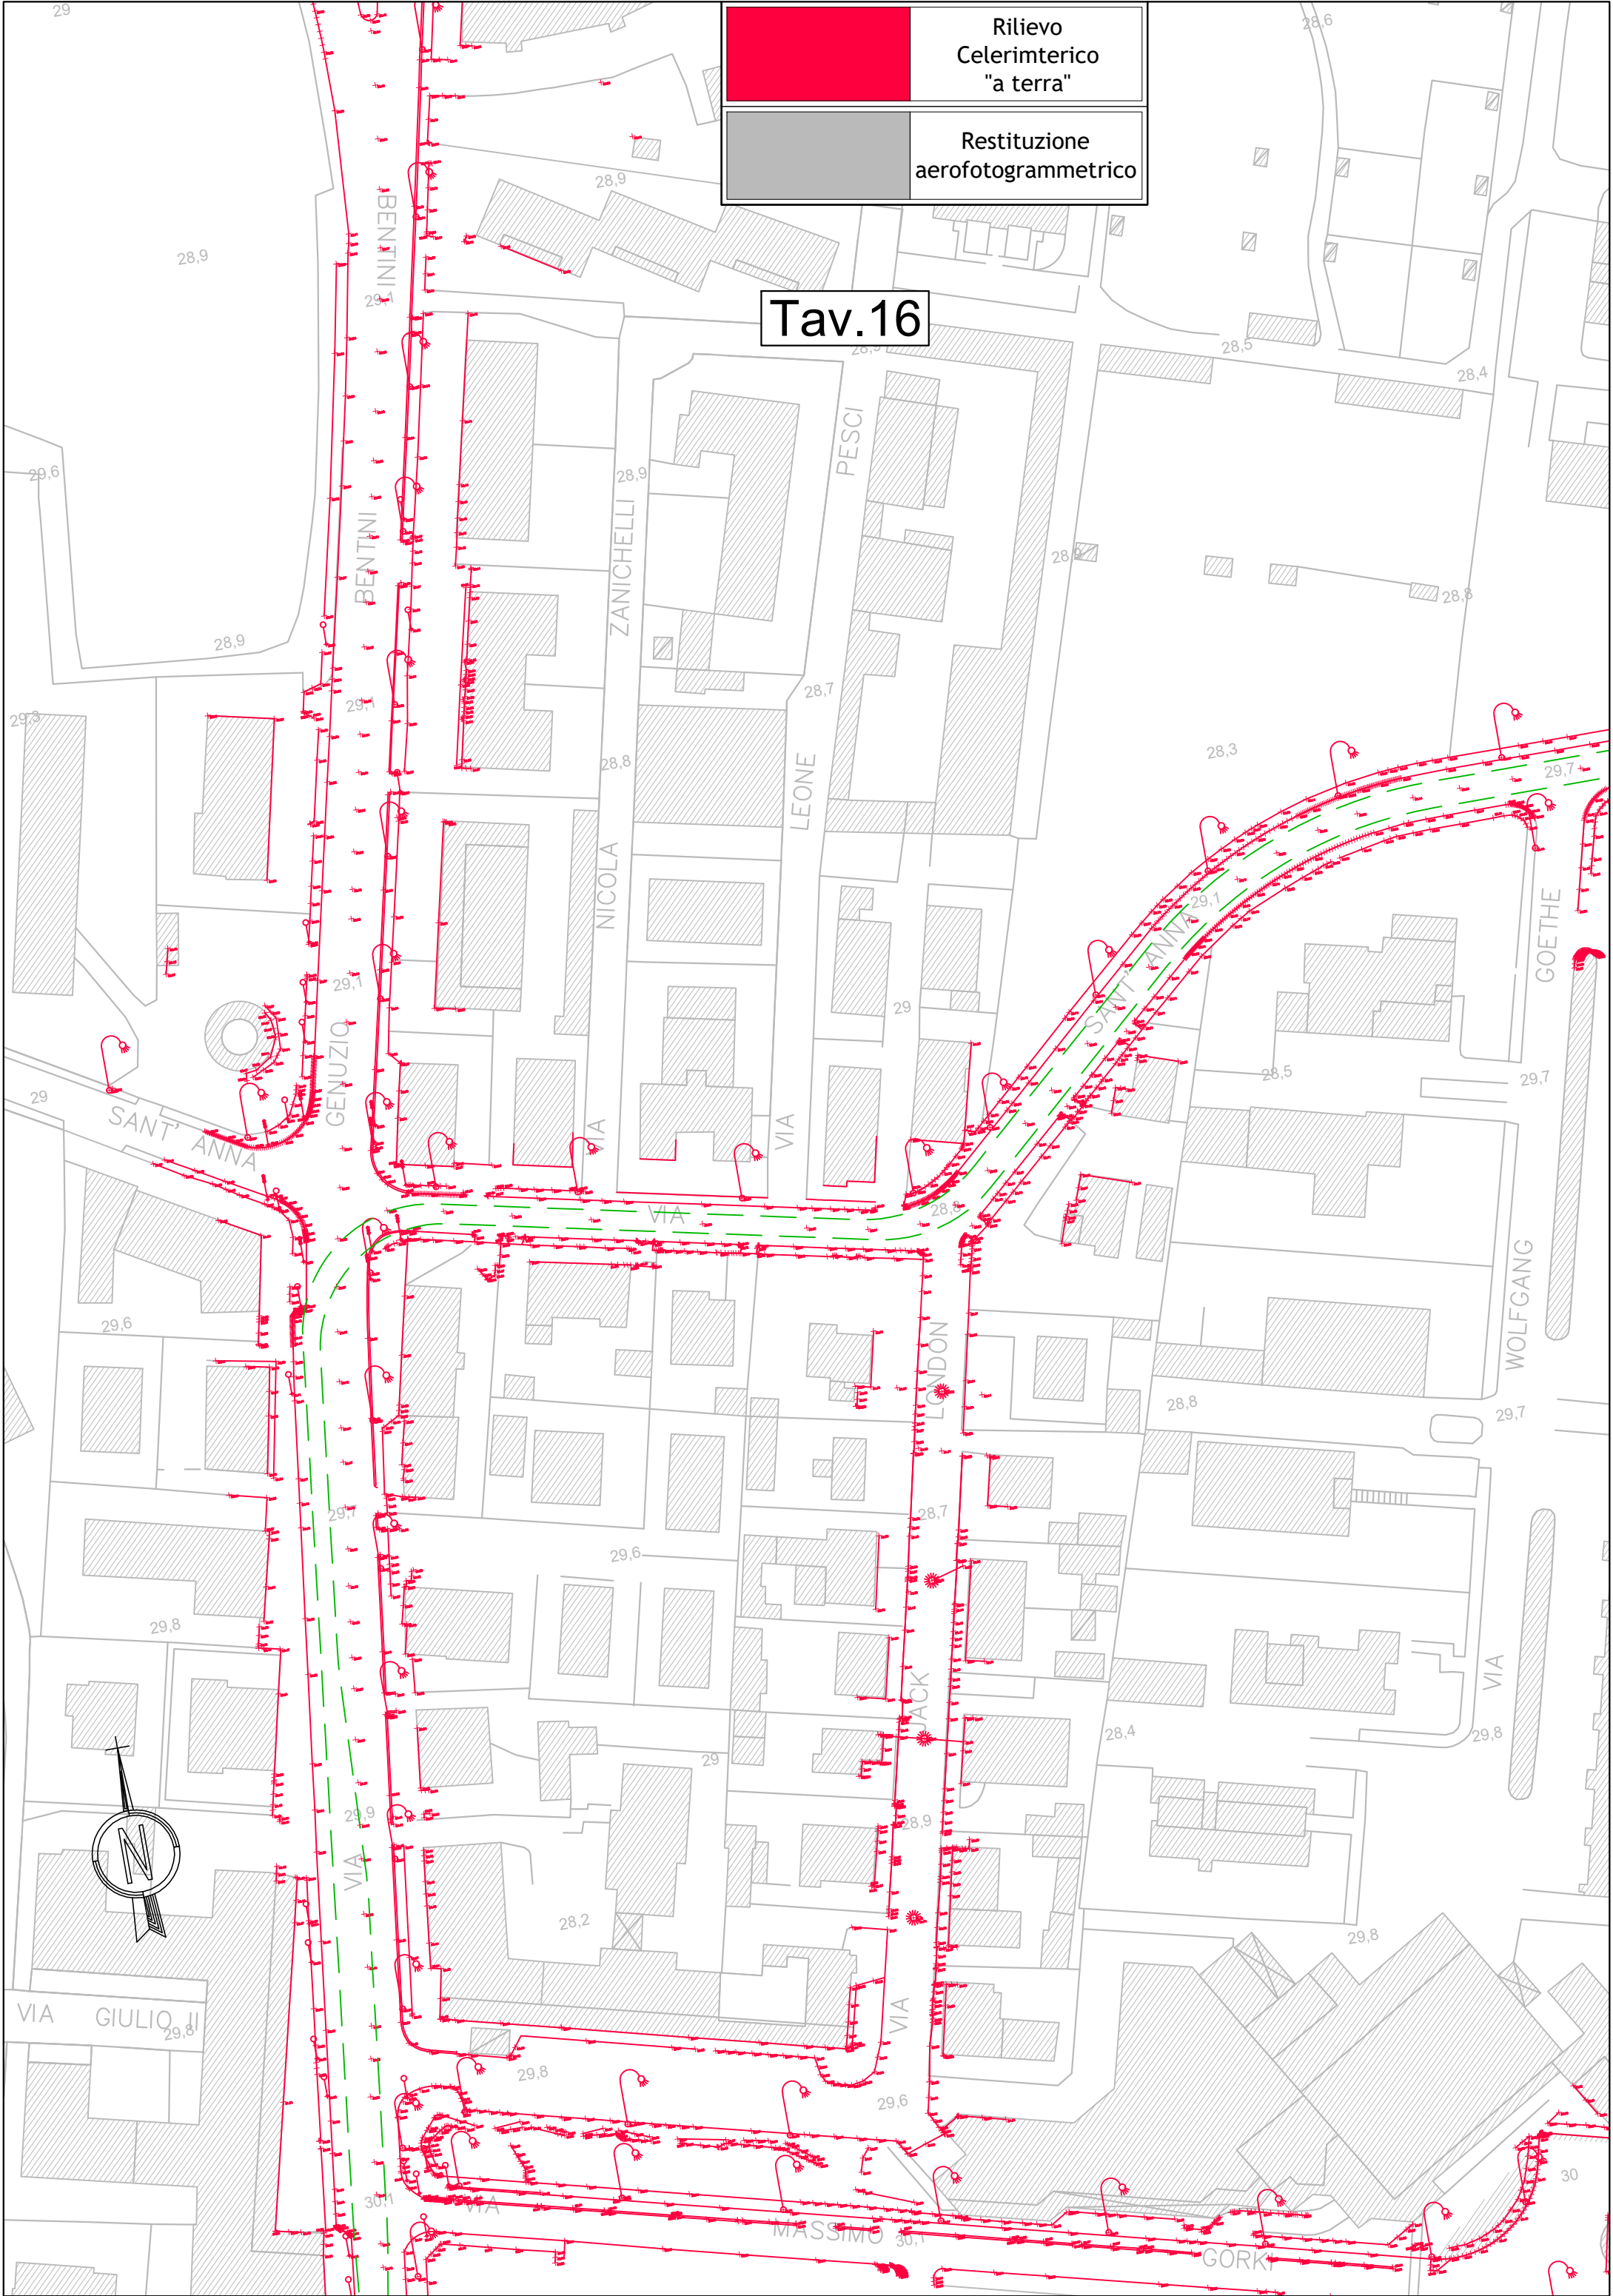 29
28,6
Rilievo
Celerimterico
"a terra"
Restituzione
aerofotogrammetrico
28,9
28,9
BENTINI
29,1
Tav.16
28,5
28,4
29,6
28,9
PESCI
BENTINI
ZANICHELLI
28,8
28,9
28,7
29,3
29,1
28,8
28,3
29,7
LEONE
NICOLA
29,1
SANT' ANNA
GOETHE
29,1
29
GENUZIO
28,5
29,7
29
SANT' ANNA
VIA
VIA
VIA
28,8
WOLFGANG
29,6
LONDON
28,8
29,7
29,7
28,7
29,6
29,8
JACK
VIA
28,4
29,8
29
29,9
28,9
VIA
N
28,2
29,8
VIA GIULIO II
29,8
VIA
29,8
29,6
30,1
VIA
MASSIMO
30,1
GORKI
30